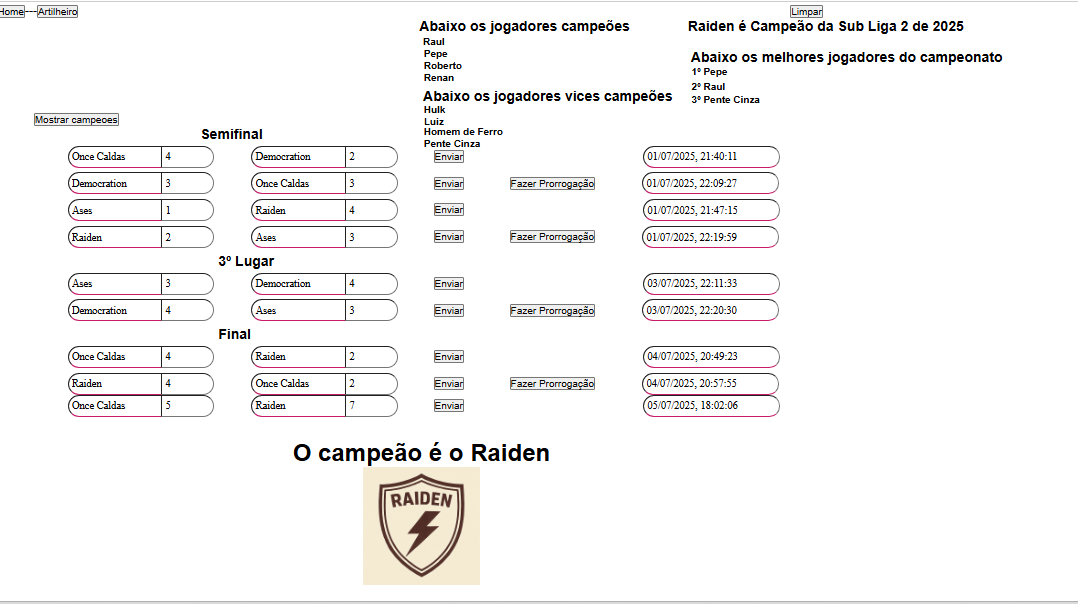 Home---Artilheiro Limpar
Abaixo os jogadores campeões
Raul
Pepe
Roberto
Renan
Abaixo os jogadores vices campeões
Hulk
Luiz
Homem de Ferro
Pente Cinza
Raiden é Campeão da Sub Liga 2 de 2025
Abaixo os melhores jogadores do campeonato
1º Pepe
2º Raul
3º Pente Cinza
Mostrar campeoes
Semifinal
Once Caldas 4 Democration 2 Enviar 01/07/2025, 21:40:11
Democration 3 Once Caldas 3 Enviar Fazer Prorrogação 01/07/2025, 22:09:27
Ases 1 Raiden 4 Enviar 01/07/2025, 21:47:15
Raiden 2 Ases 3 Enviar Fazer Prorrogação 01/07/2025, 22:19:59
3º Lugar
Ases 3 Democration 4 Enviar 03/07/2025, 22:11:33
Democration 4 Ases 3 Enviar Fazer Prorrogação 03/07/2025, 22:20:30
Final
Once Caldas 4 Raiden 2 Enviar 04/07/2025, 20:49:23
Raiden 4 Once Caldas 2 Enviar Fazer Prorrogação 04/07/2025, 20:57:55
Once Caldas 5 Raiden 7 Enviar 05/07/2025, 18:02:06
O campeão é o Raiden
RAIDEN